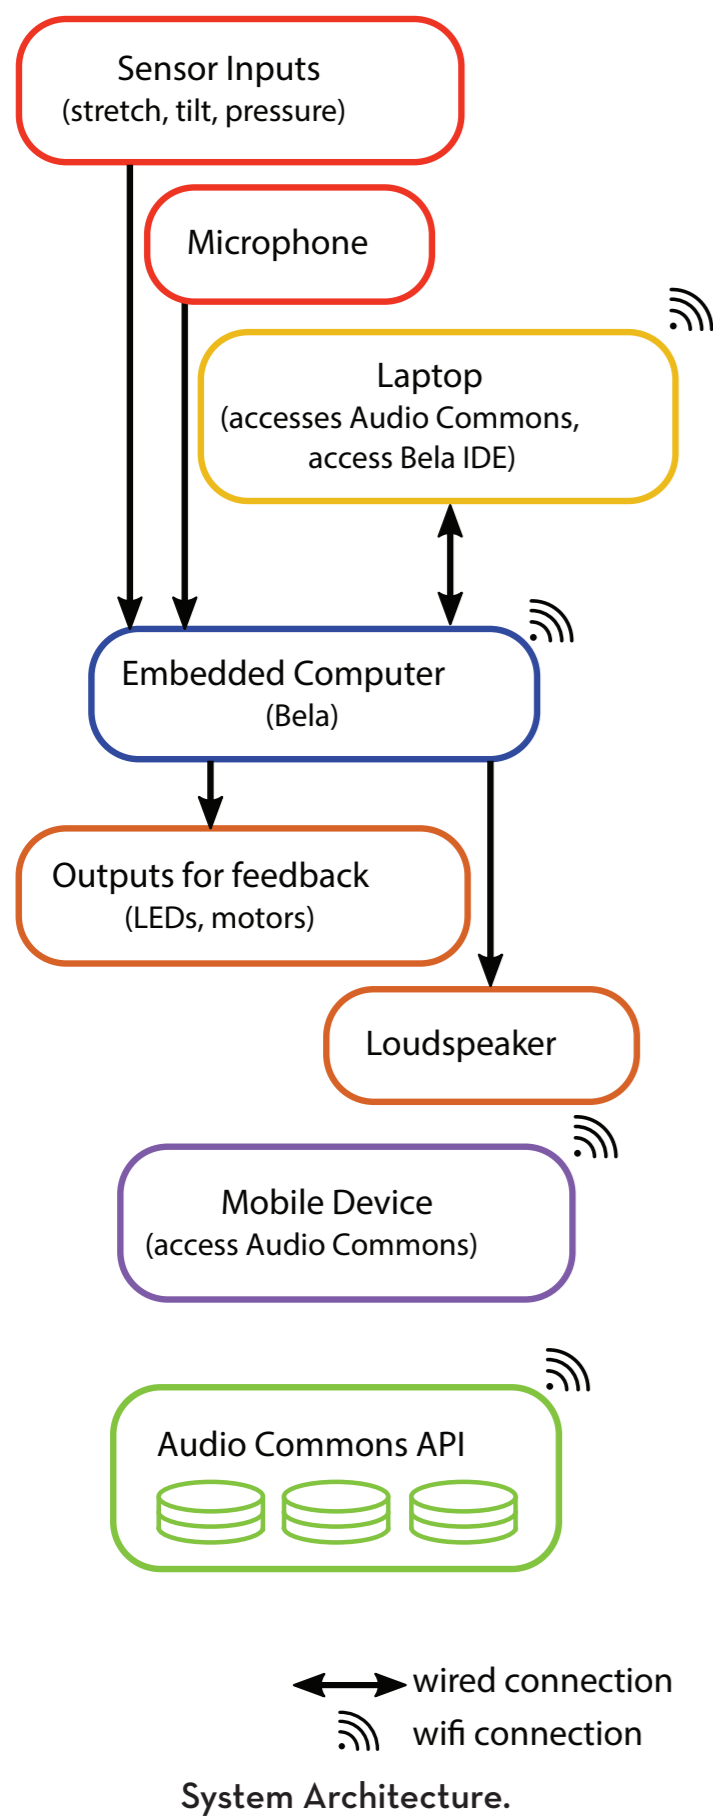 Sensor Inputs
(stretch, tilt, pressure)
Microphone
Laptop
(accesses Audio Commons,
access Bela IDE)
Embedded Computer
(Bela)
Outputs for feedback
(LEDs, motors)
Loudspeaker
Mobile Device
(access Audio Commons)
Audio Commons API
wired connection
wifi connection
System Architecture.